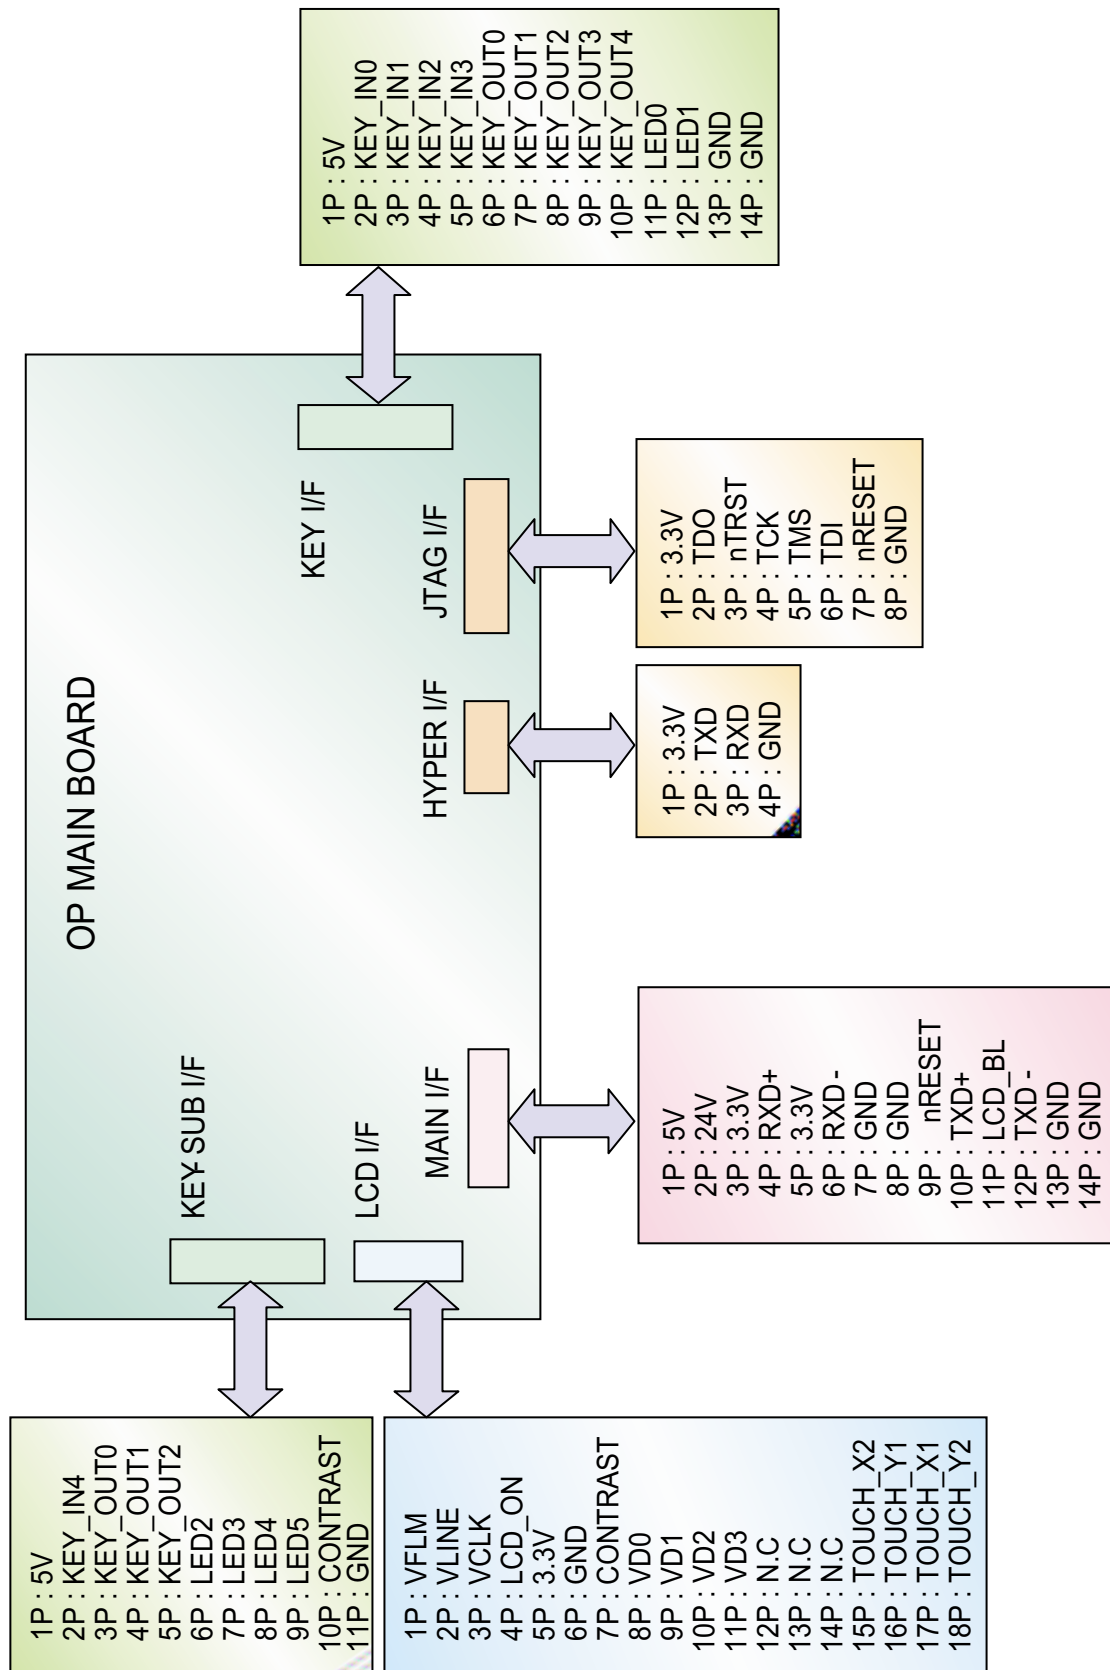 OP MAIN BOARD
KEY-SUB I/F
LCD I/F
MAIN I/F
HYPER I/F
JTAG I/F
KEY I/F
1P : 5V
2P : KEY_IN4
3P : KEY_OUT0
4P : KEY_OUT1
5P : KEY_OUT2
6P : LED2
7P : LED3
8P : LED4
9P : LED5
10P : CONTRAST
11P : GND
1P : VFLM
2P : VLINE
3P : VCLK
4P : LCD_ON
5P : 3.3V
6P : GND
7P : CONTRAST
8P : VD0
9P : VD1
10P : VD2
11P : VD3
12P : N.C
13P : N.C
14P : N.C
15P : TOUCH_X2
16P : TOUCH_Y1
17P : TOUCH_X1
18P : TOUCH_Y2
1P : 5V
2P : 24V
3P : 3.3V
4P : RXD+
5P : 3.3V
6P : RXD -
7P : GND
8P : GND
9P : nRESET
10P : TXD+
11P : LCD_BL
12P : TXD -
13P : GND
14P : GND
1P : 3.3V
2P : TXD
3P : RXD
4P : GND
1P : 3.3V
2P : TDO
3P : nTRST
4P : TCK
5P : TMS
6P : TDI
7P : nRESET
8P : GND
1P : 5V
2P : KEY_IN0
3P : KEY_IN1
4P : KEY_IN2
5P : KEY_IN3
6P : KEY_OUT0
7P : KEY_OUT1
8P : KEY_OUT2
9P : KEY_OUT3
10P : KEY_OUT4
11P : LED0
12P : LED1
13P : GND
14P : GND